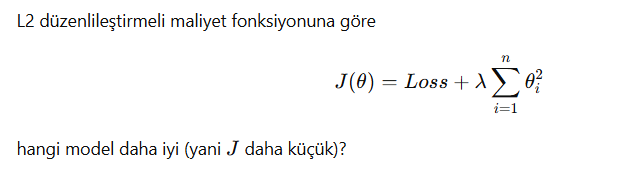 L2 düzenlileştirmeli maliyet fonksiyonuna göre
J(θ) = Loss + λ ∑_{i=1}^{n} θ_i^2
hangi model daha iyi (yani J daha küçük)?